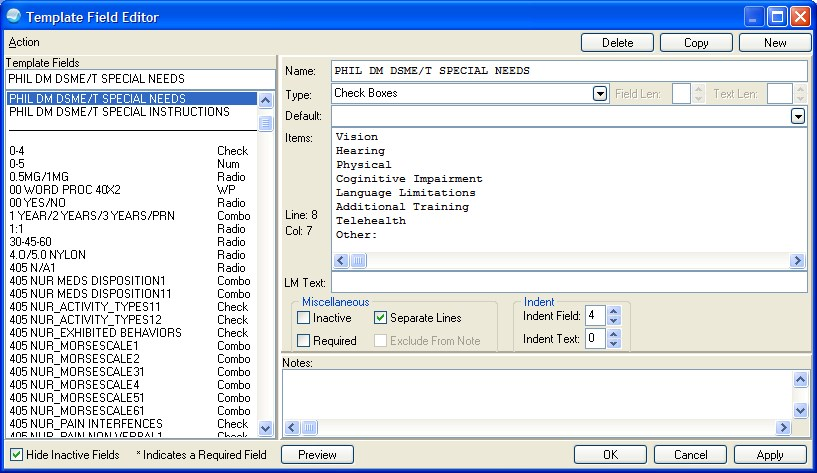 Template Field Editor
Action
Delete Copy New
Template Fields
PHIL DM DSME/T SPECIAL NEEDS
PHIL DM DSME/T SPECIAL NEEDS
PHIL DM DSME/T SPECIAL INSTRUCTIONS
0-4 Check
0-5 Num
0.5MG/1MG Radio
00 WORD PROC 40X2 WP
00 YES/NO Radio
1 YEAR/2 YEARS/3 YEARS/PRN Combo
1:1 Radio
30-45-60 Radio
4.0/5.0 NYLON Radio
405 N/A1 Radio
405 NUR MEDS DISPOSITION1 Combo
405 NUR MEDS DISPOSITION11 Combo
405 NUR_ACTIVITY_TYPES11 Check
405 NUR_ACTIVITY_TYPES12 Check
405 NUR_EXHIBITED BEHAVIORS Check
405 NUR_MORSESCALE1 Combo
405 NUR_MORSESCALE2 Combo
405 NUR_MORSESCALE31 Combo
405 NUR_MORSESCALE4 Combo
405 NUR_MORSESCALE51 Combo
405 NUR_MORSESCALE61 Combo
405 NUR_PAIN INTERFENCES Check
405 NUR_PAIN NON VERBAL1 Check
Name: PHIL DM DSME/T SPECIAL NEEDS
Type: Check Boxes Field Len: Text Len:
Default:
Items:
Vision
Hearing
Physical
Coginitive Impairment
Language Limitations
Additional Training
Telehealth
Other:
Line: 8
Col: 7
LM Text:
Miscellaneous
Inactive Separate Lines
Required Exclude From Note
Indent
Indent Field: 4
Indent Text: 0
Notes:
Hide Inactive Fields * Indicates a Required Field Preview OK Cancel Apply